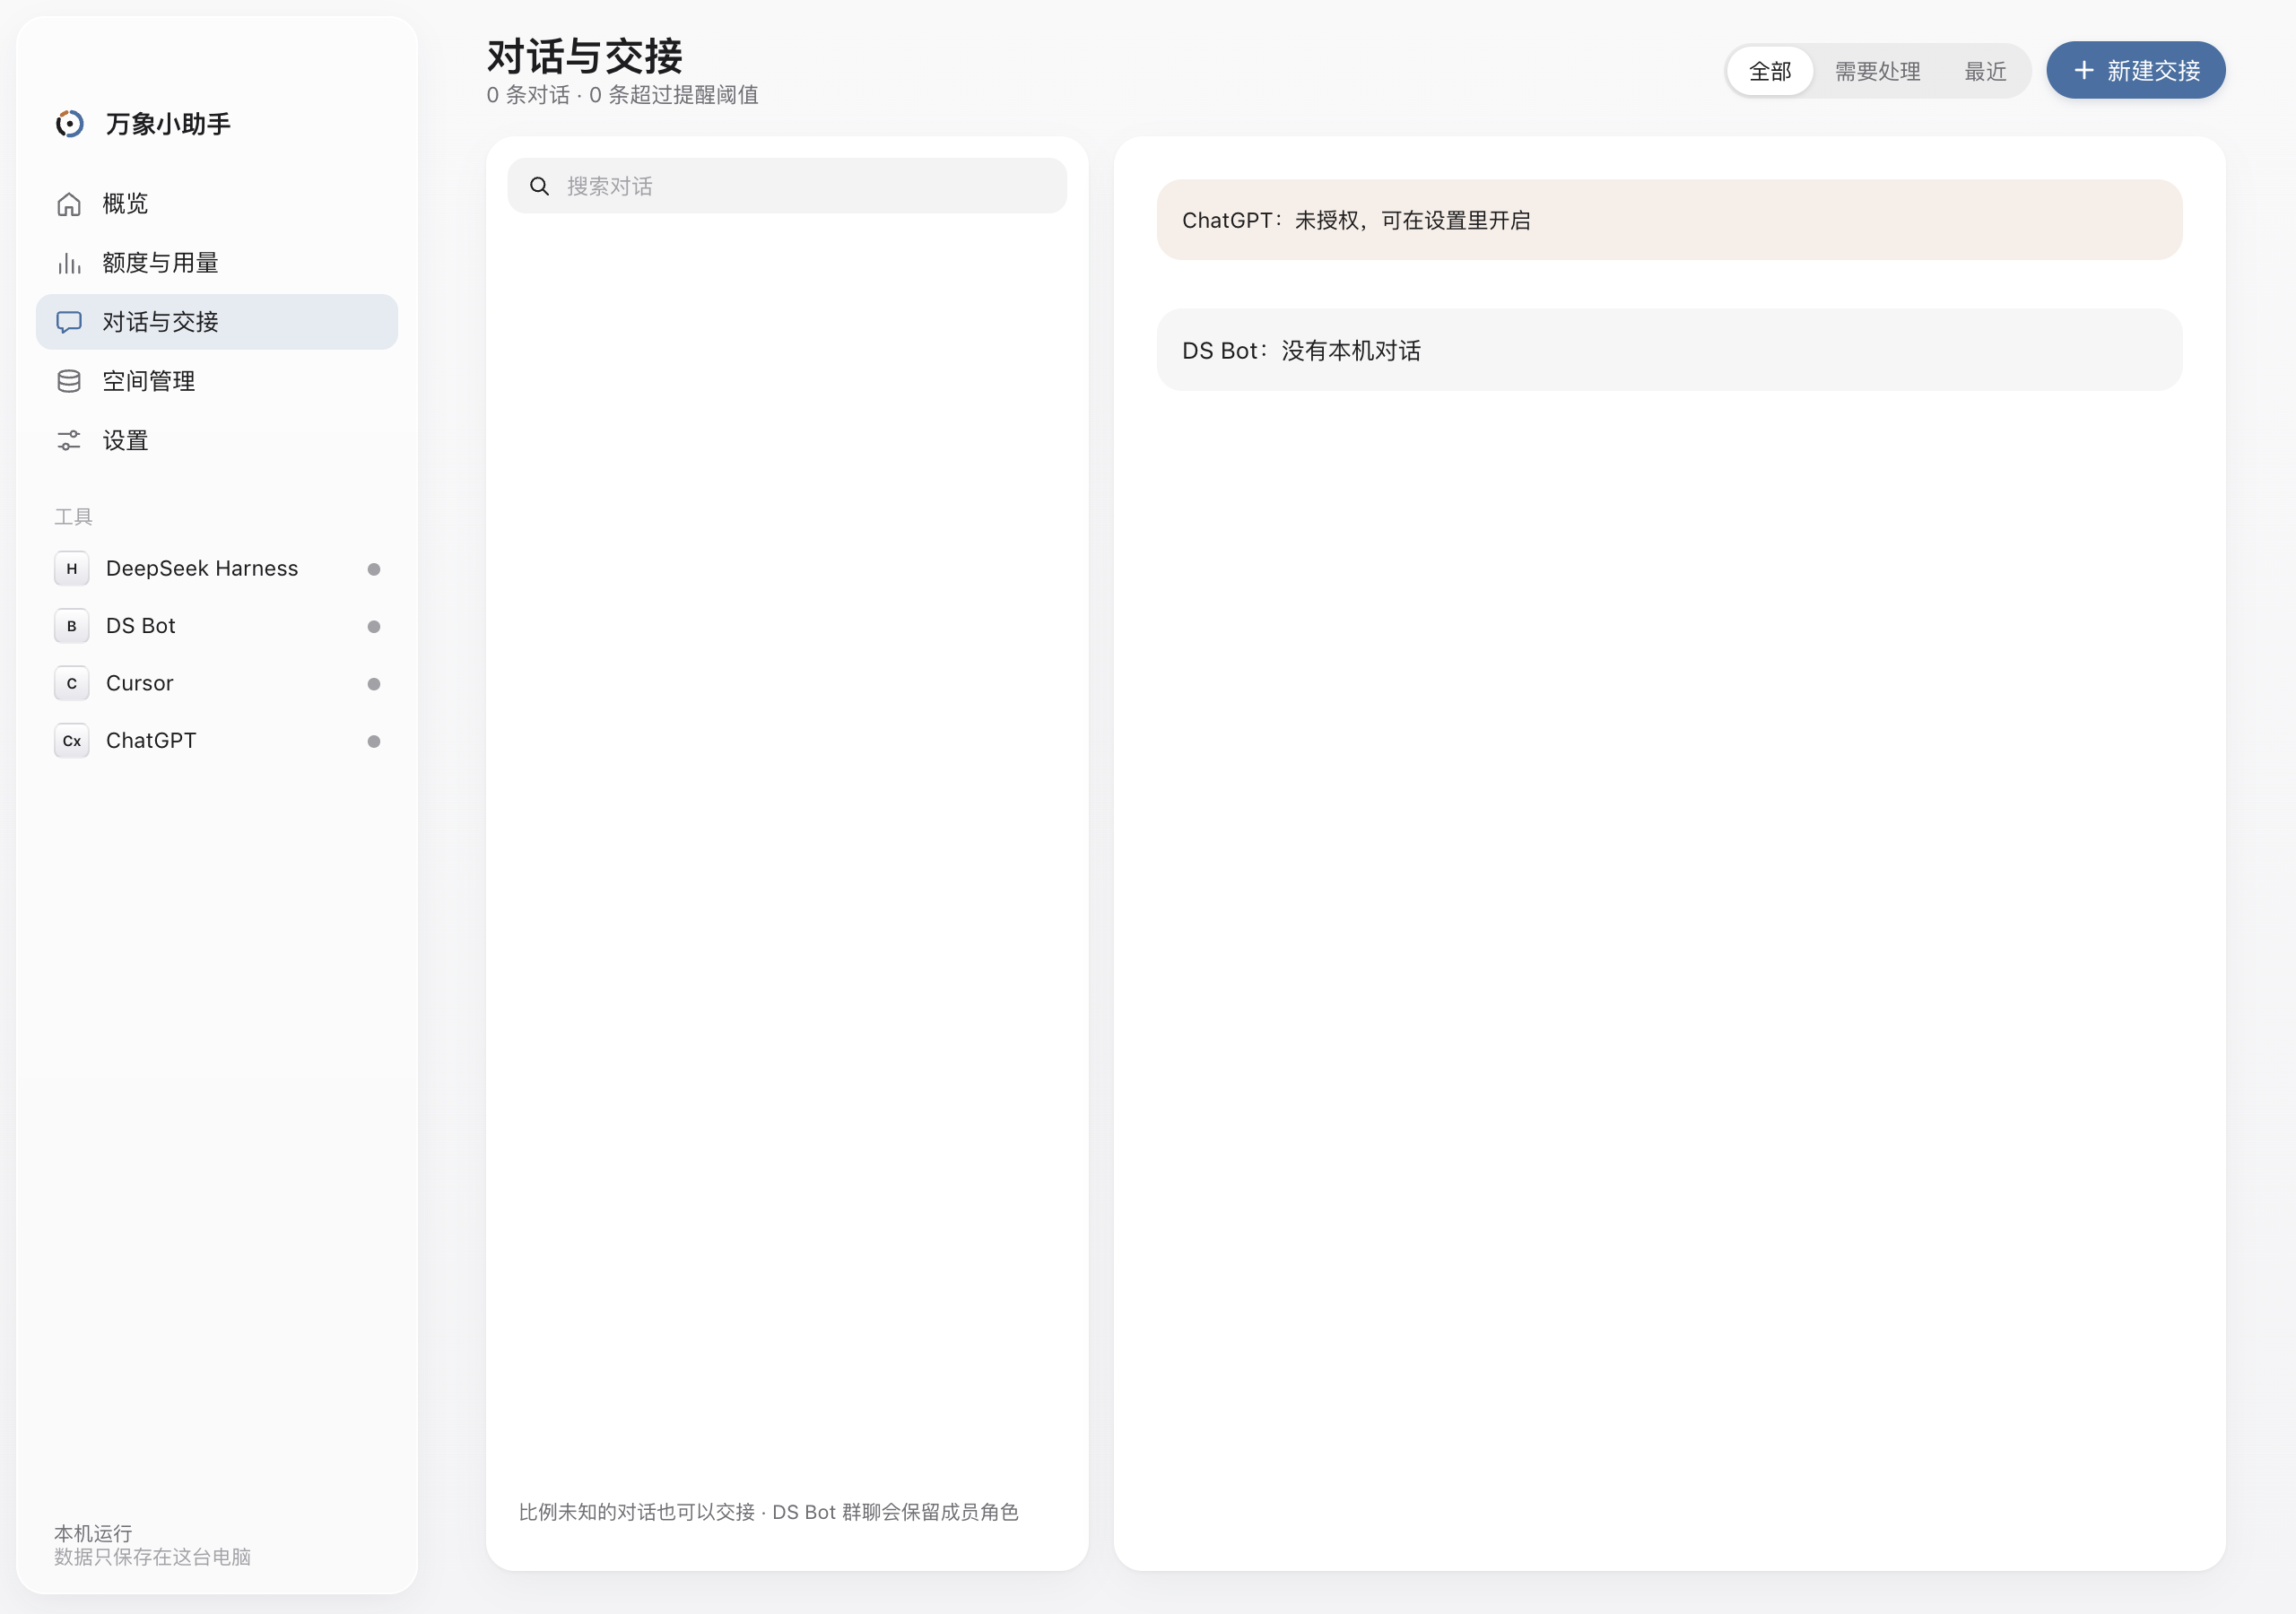 万象小助手
概览
额度与用量
对话与交接
空间管理
设置
工具
H DeepSeek Harness
B DS Bot
C Cursor
Cx ChatGPT
本机运行
数据只保存在这台电脑
对话与交接
0 条对话 · 0 条超过提醒阈值
全部 需要处理 最近 + 新建交接
搜索对话
比例未知的对话也可以交接 · DS Bot 群聊会保留成员角色
ChatGPT：未授权，可在设置里开启
DS Bot：没有本机对话